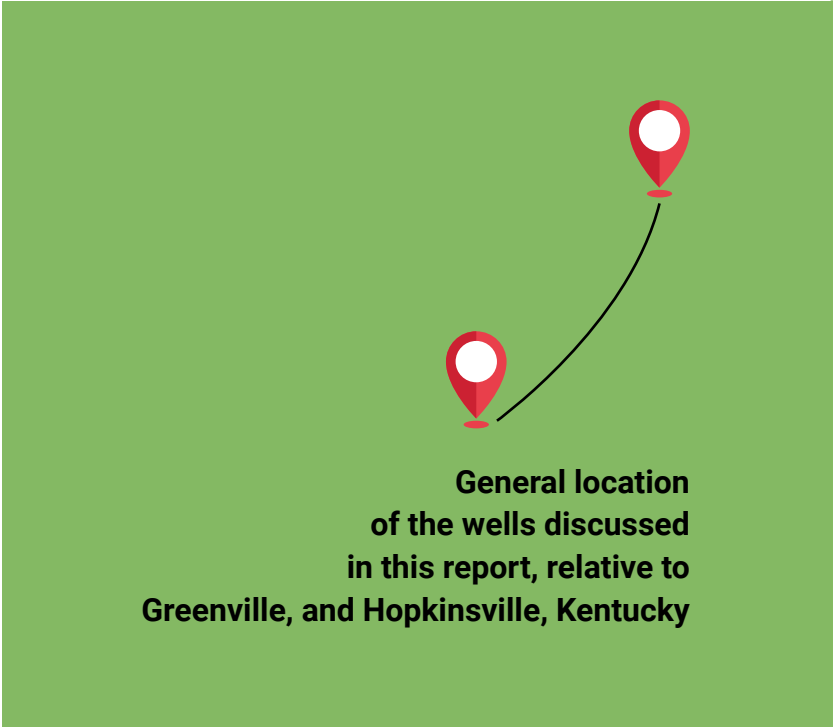 General location
of the wells discussed
in this report, relative to
Greenville, and Hopkinsville, Kentucky